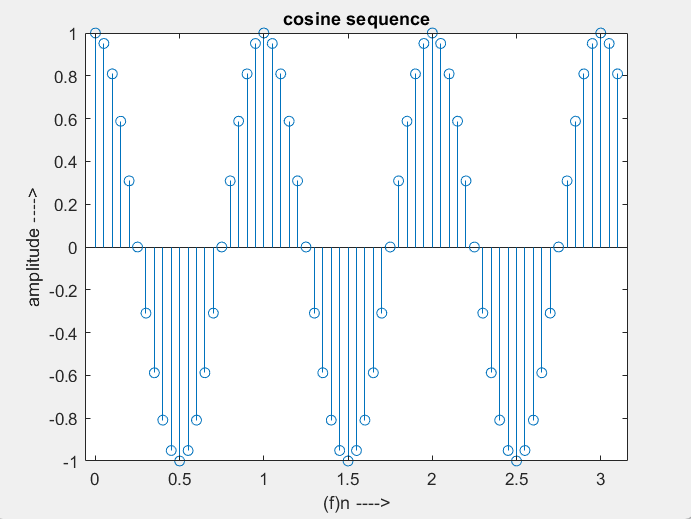 cosine sequence
1
0.8
0.6
0.4
0.2
0
-0.2
-0.4
-0.6
-0.8
-1
amplitude ---->
0 0.5 1 1.5 2 2.5 3
(f)n ---->